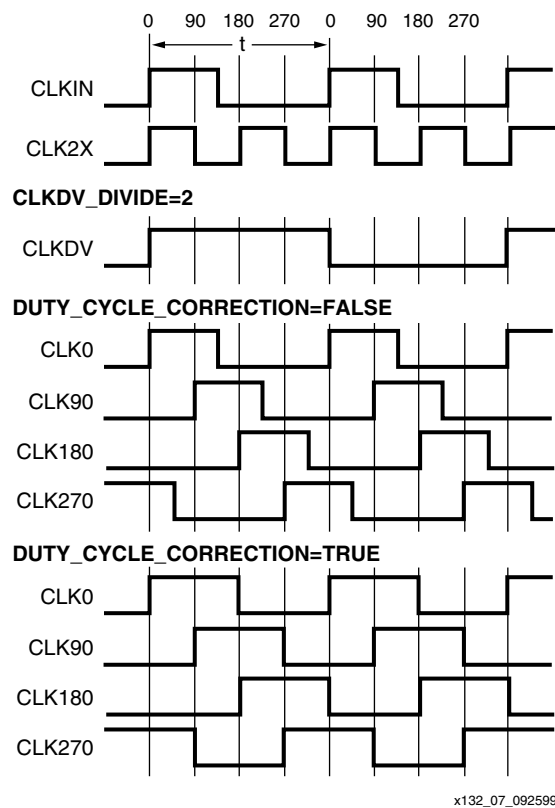 0 90 180 270 0 90 180 270
t
CLKIN
CLK2X
CLKDV_DIVIDE=2
CLKDV
DUTY_CYCLE_CORRECTION=FALSE
CLK0
CLK90
CLK180
CLK270
DUTY_CYCLE_CORRECTION=TRUE
CLK0
CLK90
CLK180
CLK270
x132_07_092599